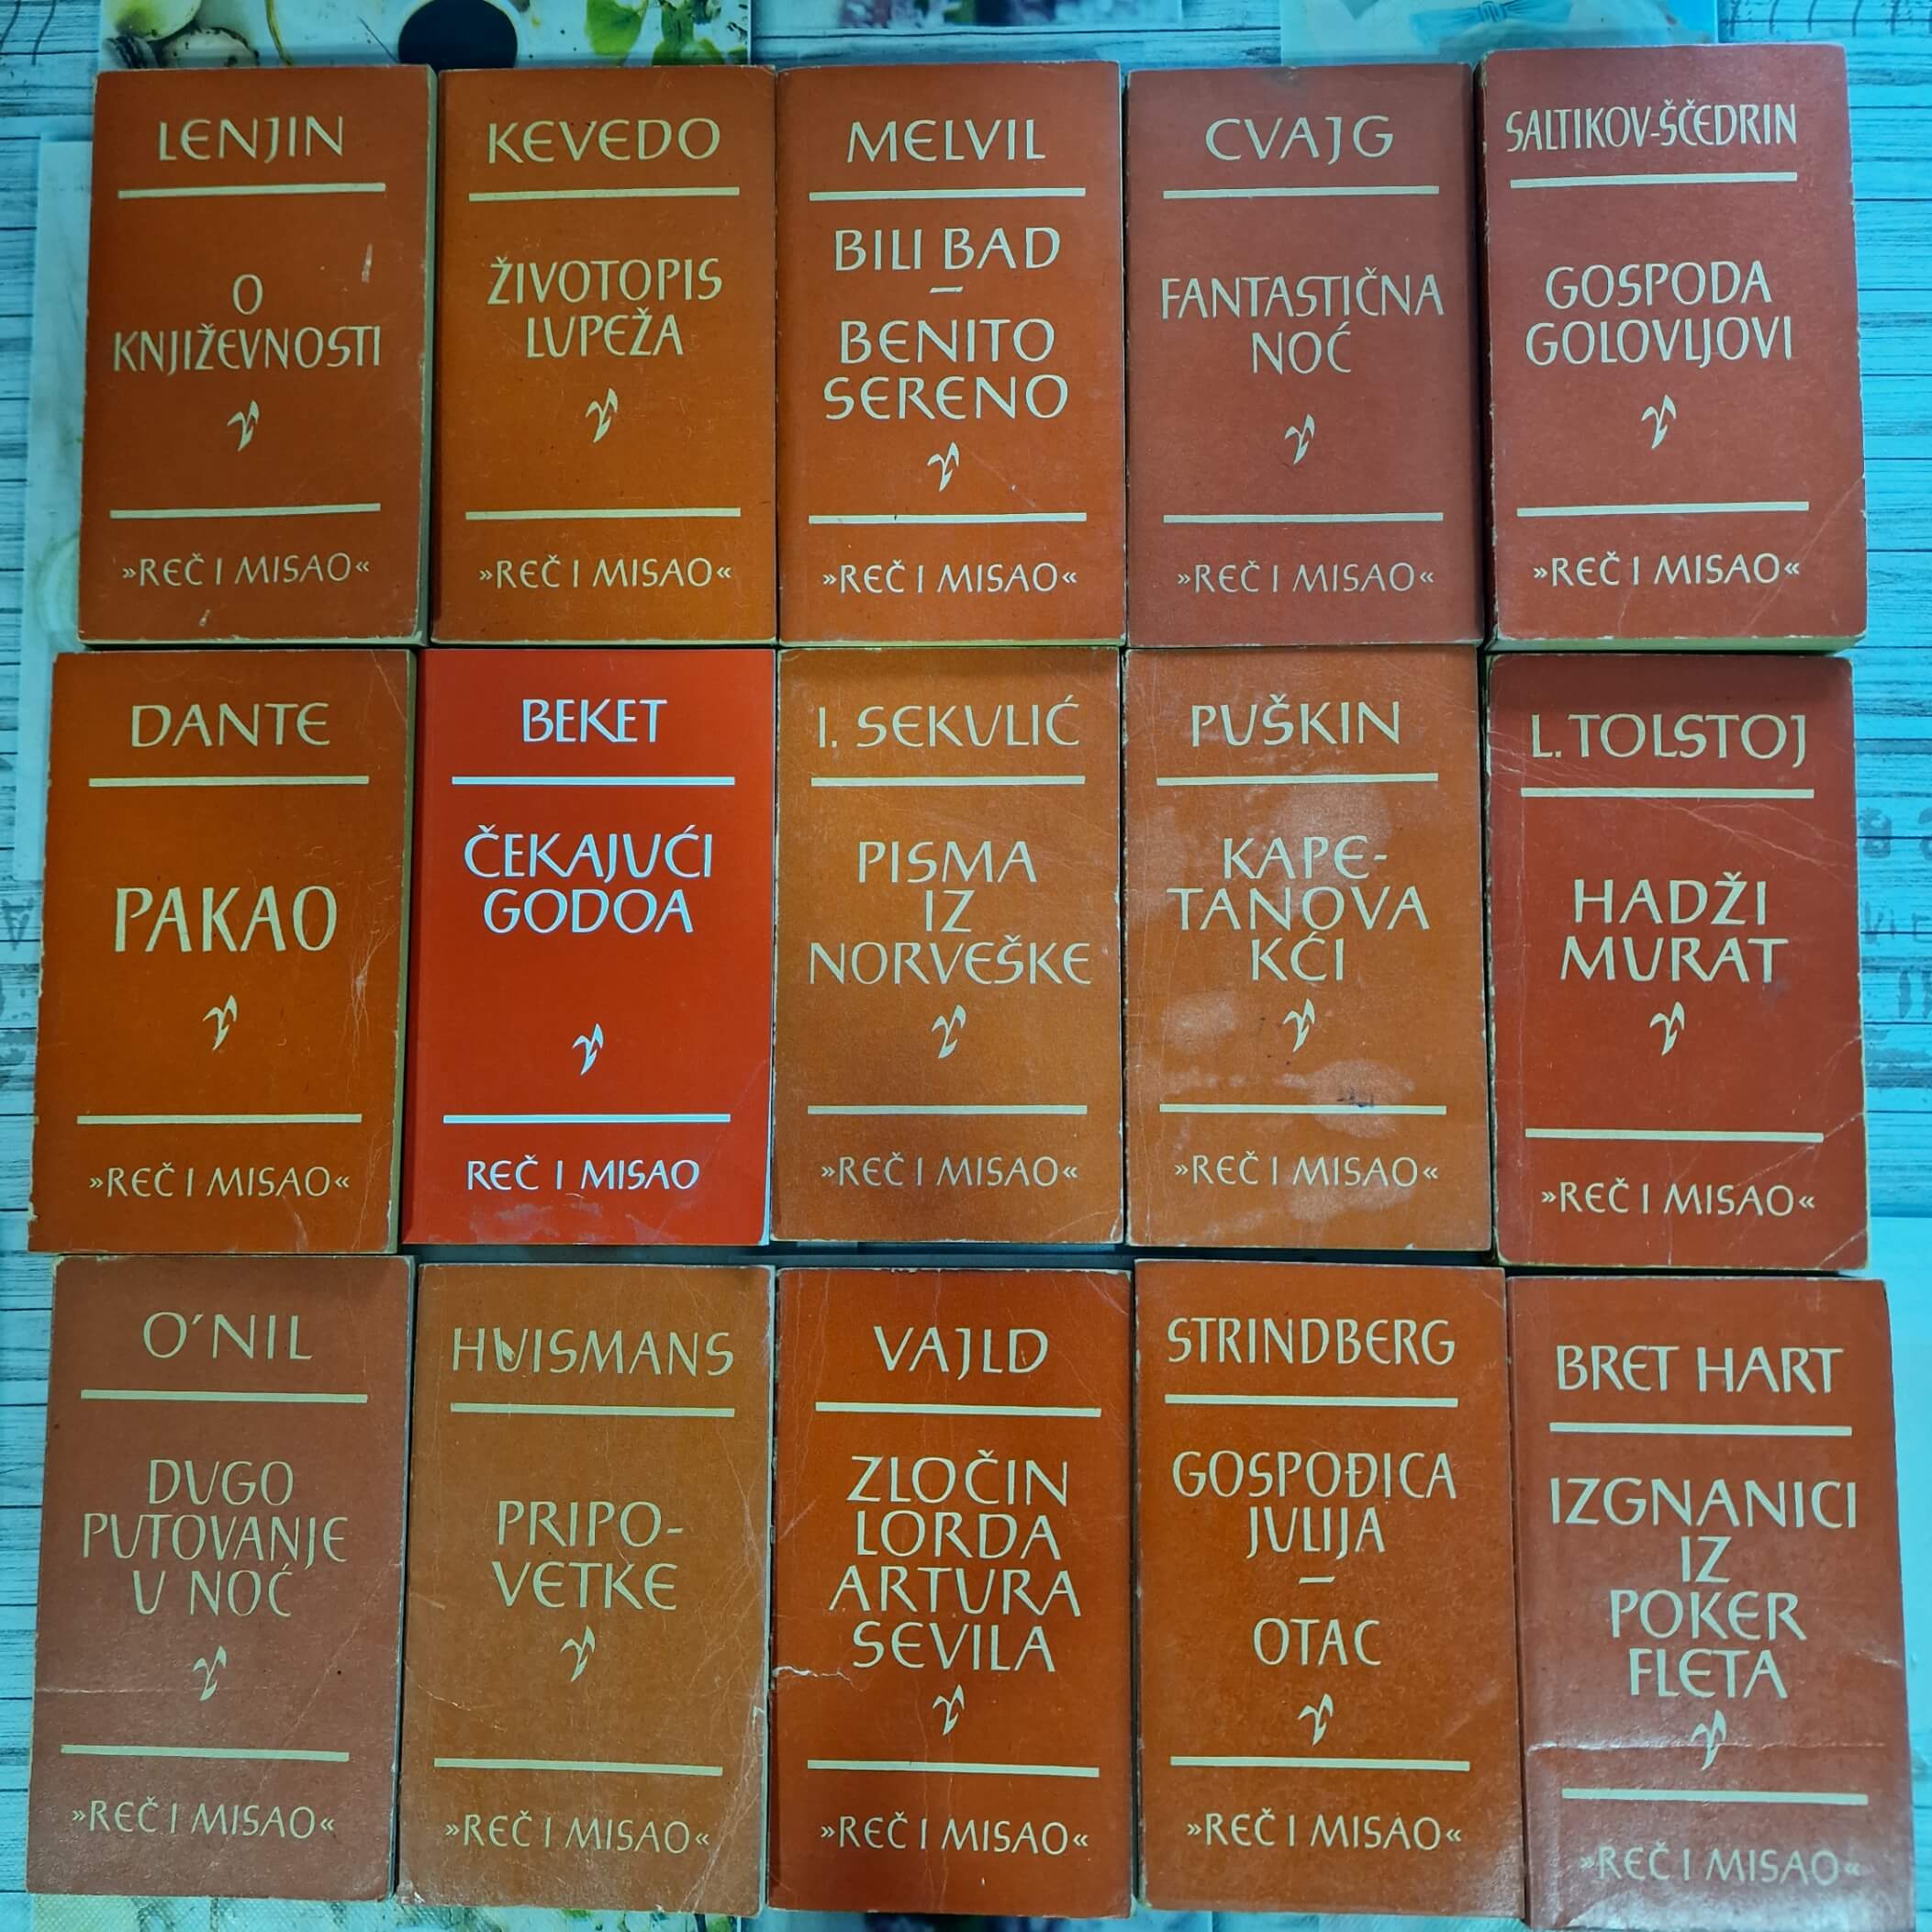 LENJIN
O
KNJIŽEVNOSTI
»REČ I MISAO«
KEVEDO
ŽIVOTOPIS
LUPEŽA
»REČ I MISAO«
MELVIL
BILI BAD
–
BENITO
SERENO
»REČ I MISAO«
CVAJG
FANTASTIČNA
NOĆ
»REČ I MISAO«
SALTIKOV-ŠČEDRIN
GOSPODA
GOLOVLJOVI
»REČ I MISAO«
DANTE
PAKAO
»REČ I MISAO«
BEKET
ČEKAJUĆI
GODOA
REČ I MISAO
I. SEKULIĆ
PISMA
IZ
NORVEŠKE
»REČ I MISAO«
PUŠKIN
KAPE-
TANOVA
KĆI
»REČ I MISAO«
L. TOLSTOJ
HADŽI
MURAT
»REČ I MISAO«
O'NIL
DUGO
PUTOVANJE
U NOĆ
»REČ I MISAO«
HUISMANS
PRIPO-
VETKE
»REČ I MISAO«
VAJLD
ZLOČIN
LORDA
ARTURA
SEVILA
»REČ I MISAO«
STRINDBERG
GOSPOĐICA
JULIJA
–
OTAC
»REČ I MISAO«
BRET HART
IZGNANICI
IZ
POKER
FLETA
»REČ I MISAO«